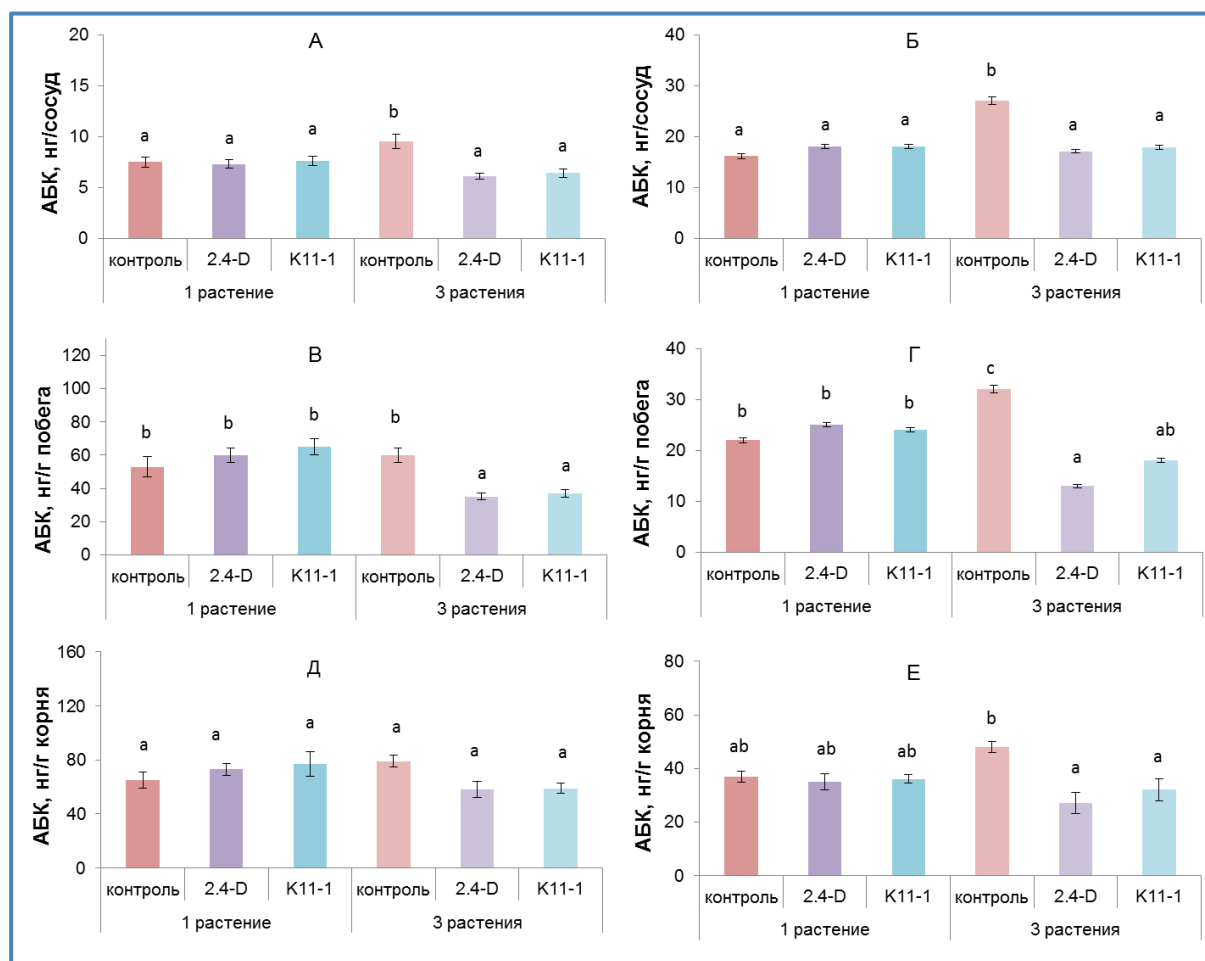 А
АБК, нг/сосуд
20
15
10
5
0
a
a
a
b
a
a
контроль 2.4-D K11-1 контроль 2.4-D K11-1
1 растение 3 растения
Б
АБК, нг/сосуд
40
30
20
10
0
a
a
a
b
a
a
контроль 2.4-D K11-1 контроль 2.4-D K11-1
1 растение 3 растения
В
АБК, нг/г побега
120
100
80
60
40
20
0
b
b
b
b
a
a
контроль 2.4-D K11-1 контроль 2.4-D K11-1
1 растение 3 растения
Г
АБК, нг/г побега
40
30
20
10
0
b
b
b
c
a
ab
контроль 2.4-D K11-1 контроль 2.4-D K11-1
1 растение 3 растения
Д
АБК, нг/г корня
160
120
80
40
0
a
a
a
a
a
a
контроль 2.4-D K11-1 контроль 2.4-D K11-1
1 растение 3 растения
Е
АБК, нг/г корня
80
60
40
20
0
ab
ab
ab
b
a
a
контроль 2.4-D K11-1 контроль 2.4-D K11-1
1 растение 3 растения